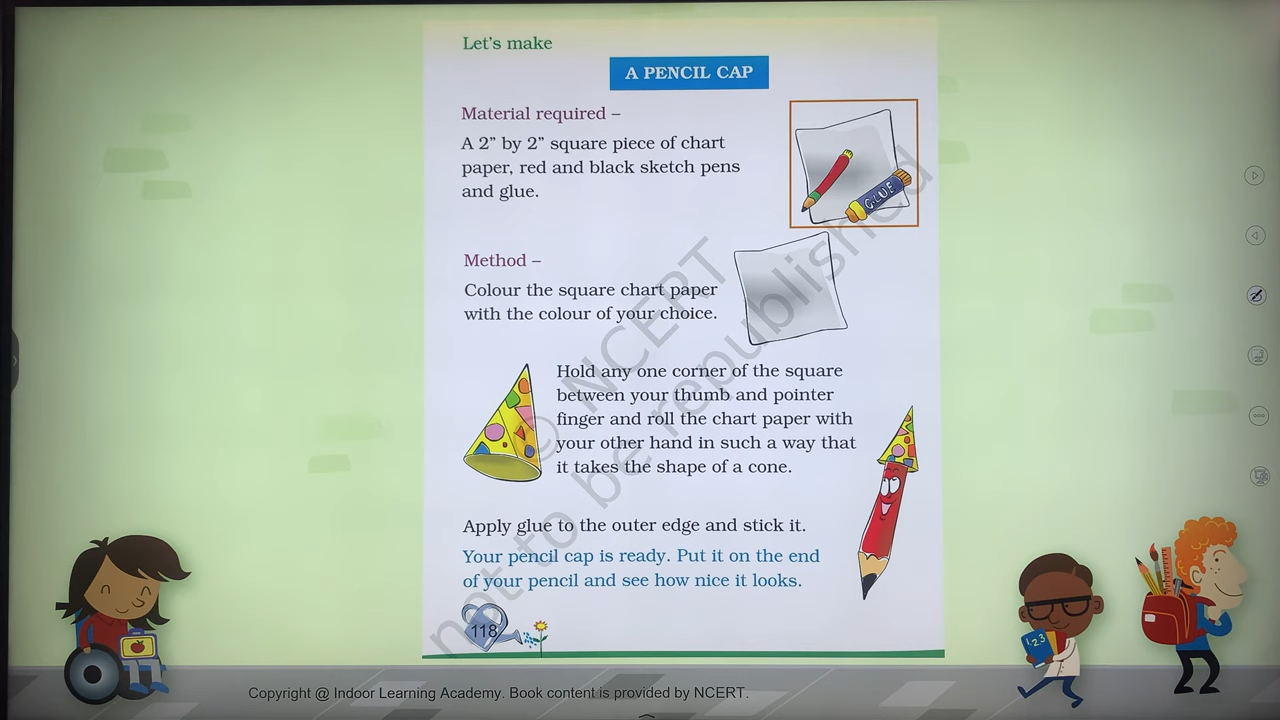 Let's make
A PENCIL CAP
Material required –
A 2” by 2” square piece of chart
paper, red and black sketch pens
and glue.
GLUE
Method –
Colour the square chart paper
with the colour of your choice.
Hold any one corner of the square
between your thumb and pointer
finger and roll the chart paper with
your other hand in such a way that
it takes the shape of a cone.
Apply glue to the outer edge and stick it.
Your pencil cap is ready. Put it on the end
of your pencil and see how nice it looks.
118
© NCERT
not to be republished
1 2 3
Copyright @ Indoor Learning Academy. Book content is provided by NCERT.